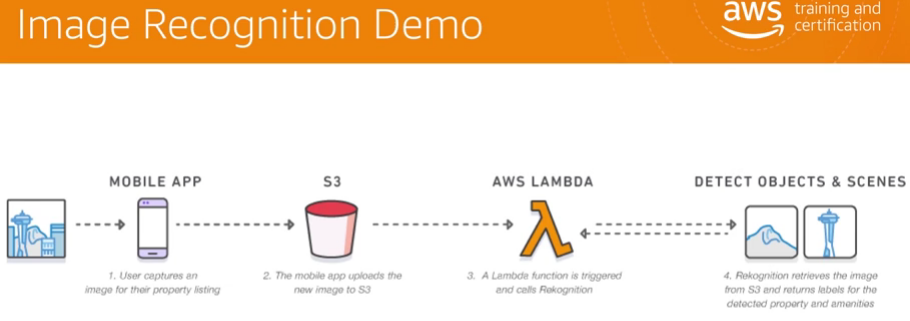 Image Recognition Demo
aws training and
certification
MOBILE APP
S3
AWS LAMBDA
DETECT OBJECTS & SCENES
1. User captures an
image for their property listing
2. The mobile app uploads the
new image to S3
3. A Lambda function is triggered
and calls Rekognition
4. Rekognition retrieves the image
from S3 and returns labels for the
detected property and amenities